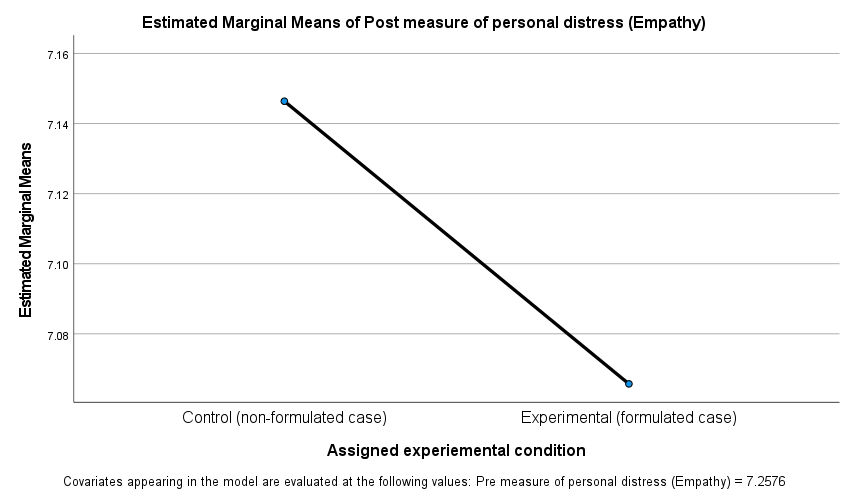 Estimated Marginal Means of Post measure of personal distress (Empathy)
7.16
7.14
7.12
7.10
7.08
Estimated Marginal Means
Control (non-formulated case)
Experimental (formulated case)
Assigned experiemental condition
Covariates appearing in the model are evaluated at the following values: Pre measure of personal distress (Empathy) = 7.2576